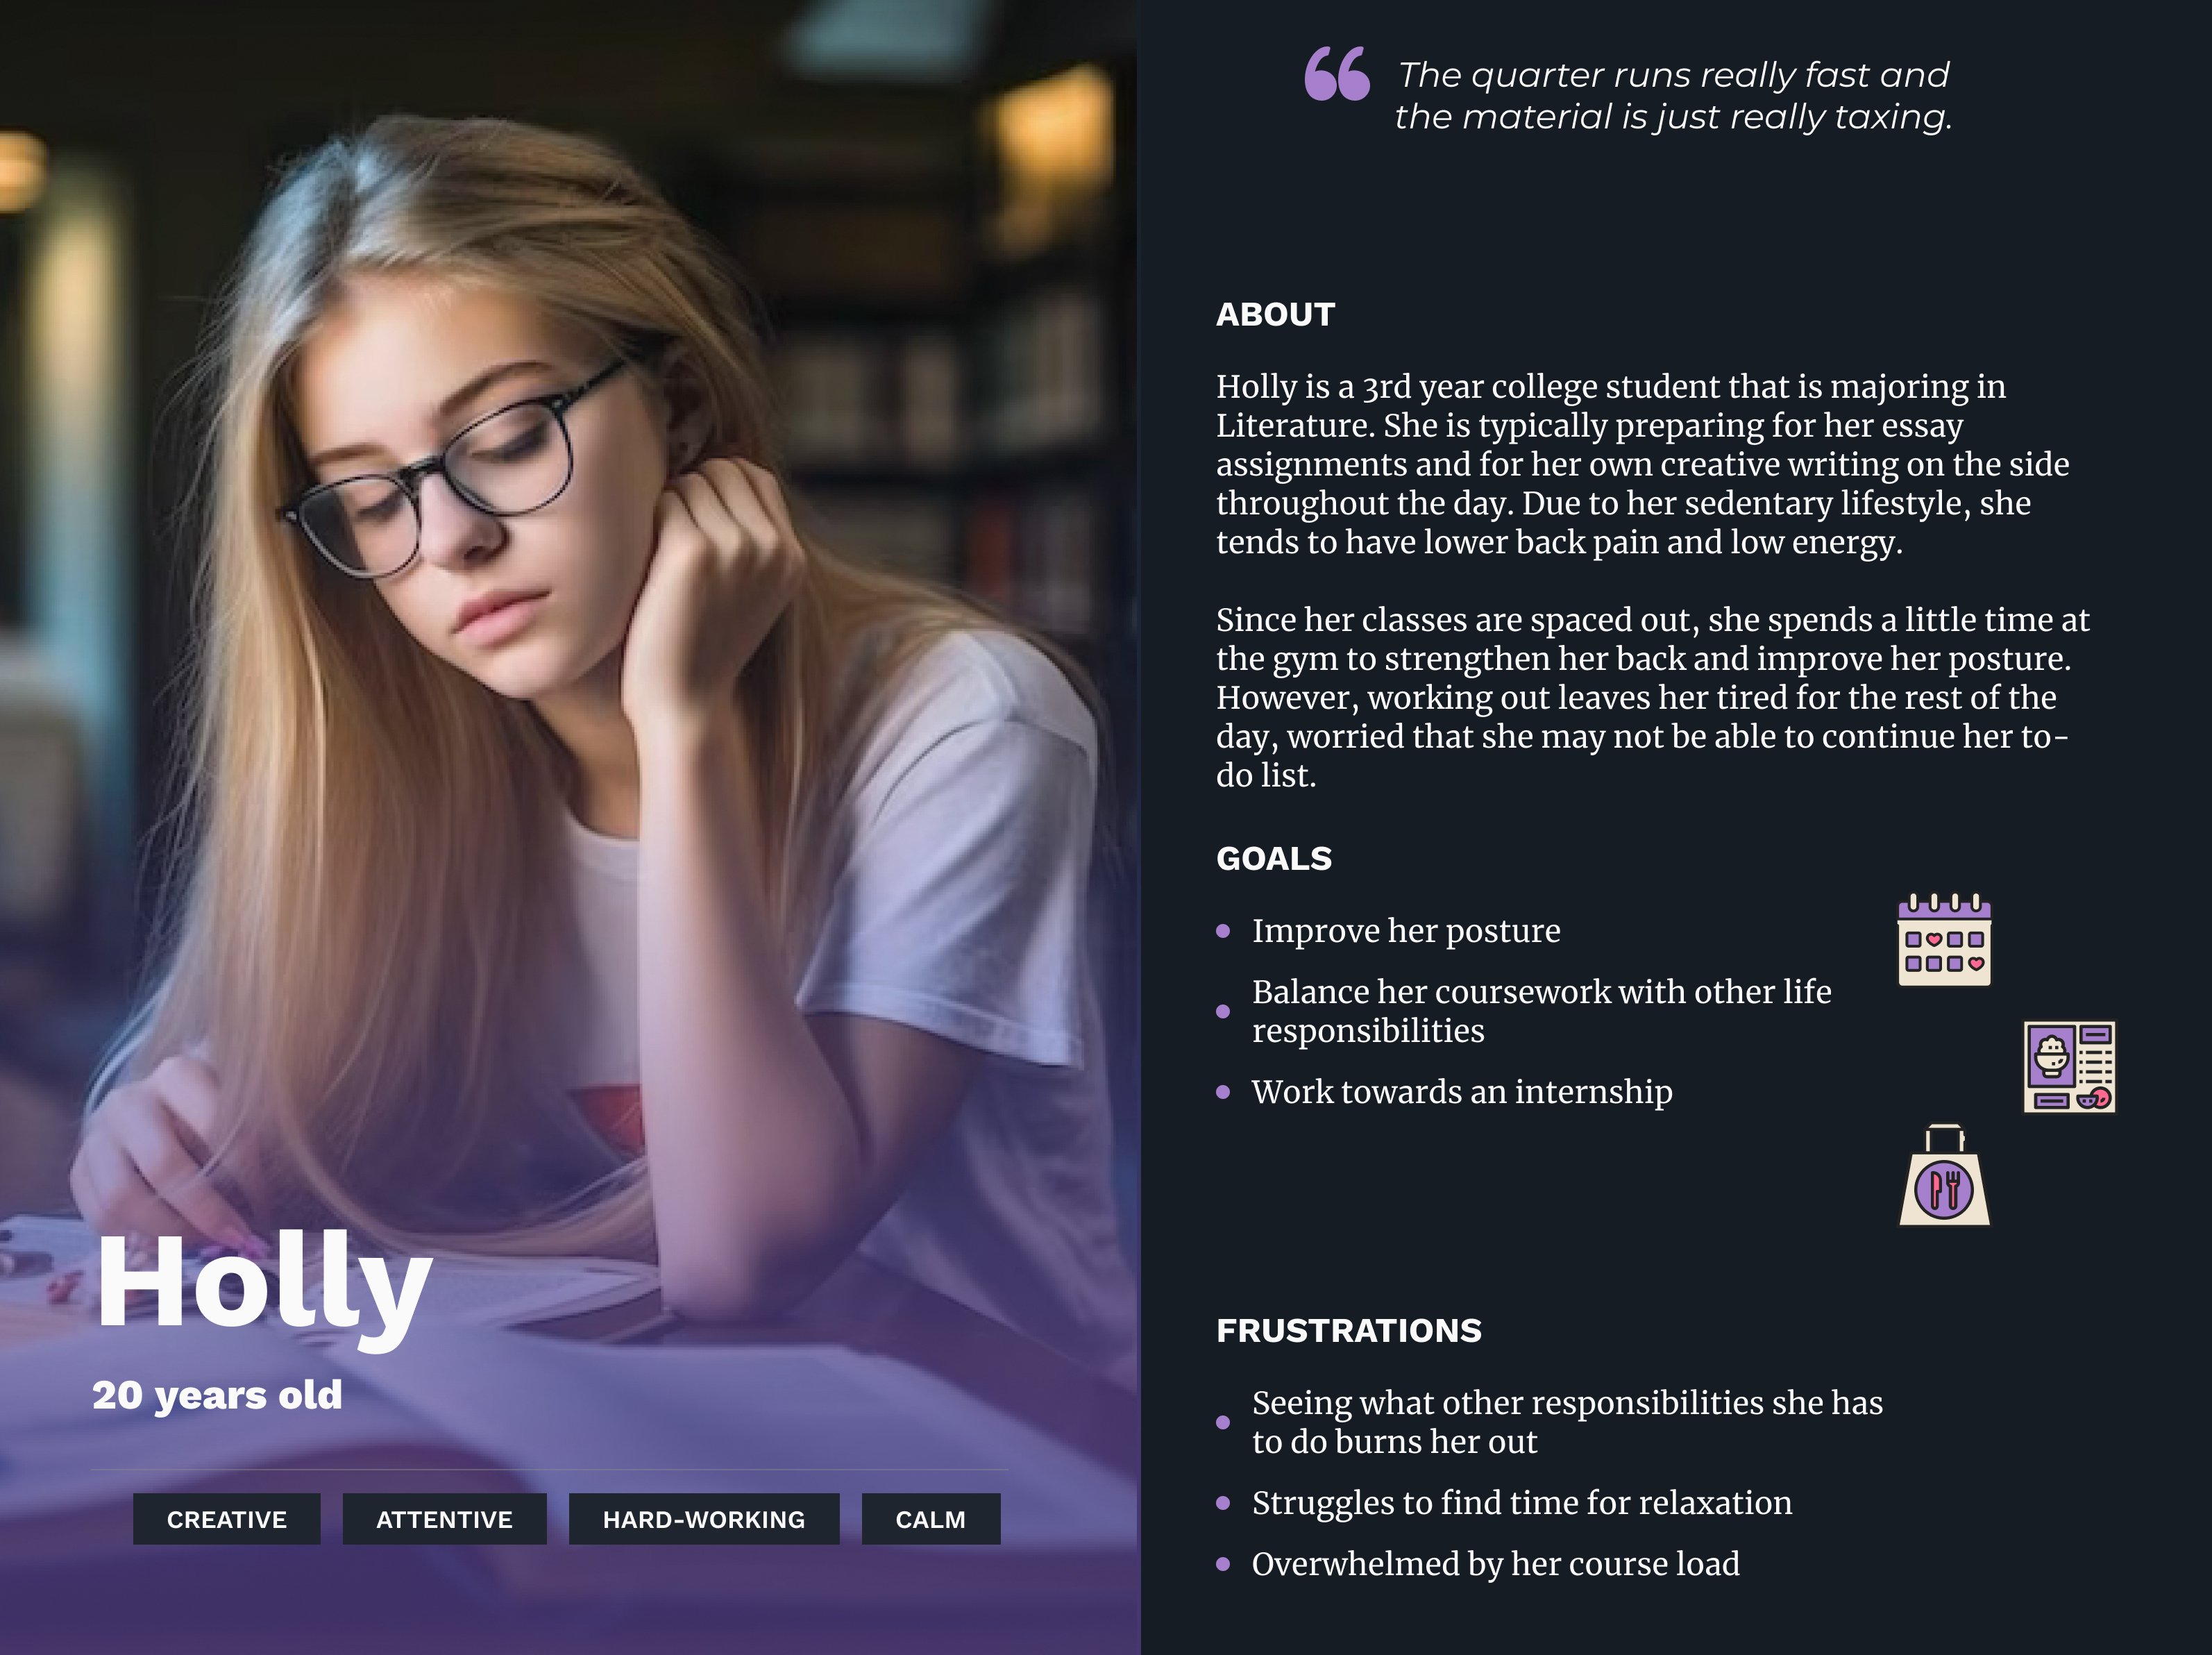 Holly
20 years old
CREATIVE ATTENTIVE HARD-WORKING CALM
The quarter runs really fast and
the material is just really taxing.
ABOUT
Holly is a 3rd year college student that is majoring in
Literature. She is typically preparing for her essay
assignments and for her own creative writing on the side
throughout the day. Due to her sedentary lifestyle, she
tends to have lower back pain and low energy.
Since her classes are spaced out, she spends a little time at
the gym to strengthen her back and improve her posture.
However, working out leaves her tired for the rest of the
day, worried that she may not be able to continue her to-
do list.
GOALS
Improve her posture
Balance her coursework with other life
responsibilities
Work towards an internship
FRUSTRATIONS
Seeing what other responsibilities she has
to do burns her out
Struggles to find time for relaxation
Overwhelmed by her course load